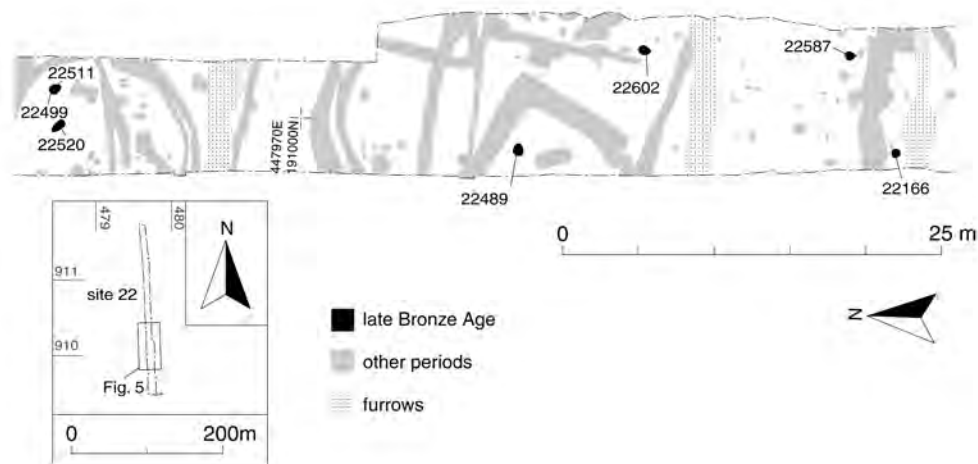 22511
22499
22520
447970E
191000N
22602
22587
22489
22166
479
480
N
911
site 22
910
Fig. 5
0
200m
0
25 m
late Bronze Age
other periods
furrows
N